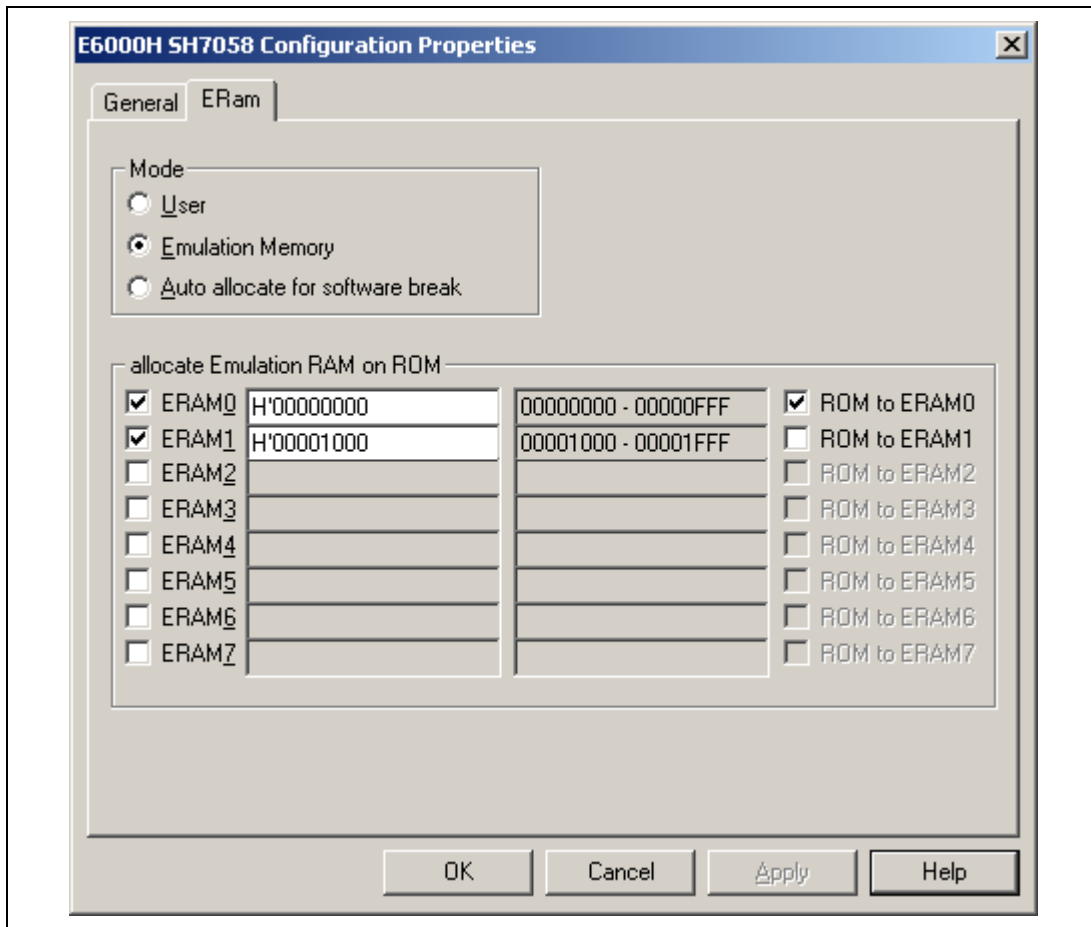 E6000H SH7058 Configuration Properties
General ERam
Mode
User
Emulation Memory
Auto allocate for software break
allocate Emulation RAM on ROM
ERAM0 H'00000000 00000000 - 00000FFF ROM to ERAM0
ERAM1 H'00001000 00001000 - 00001FFF ROM to ERAM1
ERAM2 ROM to ERAM2
ERAM3 ROM to ERAM3
ERAM4 ROM to ERAM4
ERAM5 ROM to ERAM5
ERAM6 ROM to ERAM6
ERAM7 ROM to ERAM7
OK Cancel Apply Help